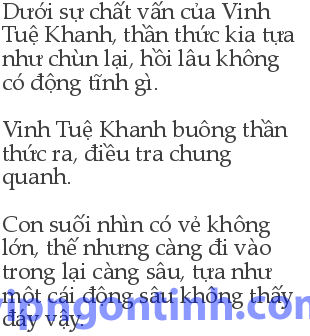 Dưới sự chất vấn của Vinh
Tuệ Khanh, thần thức kia tựa
như chùn lại, hồi lâu không
có động tĩnh gì.
Vinh Tuệ Khanh buông thần
thức ra, điều tra chung
quanh.
Con suối nhìn có vẻ không
lớn, thế nhưng càng đi vào
trong lại càng sâu, tựa như
một cái động sâu không thấy
đáy vậy.
vipngontinh.com